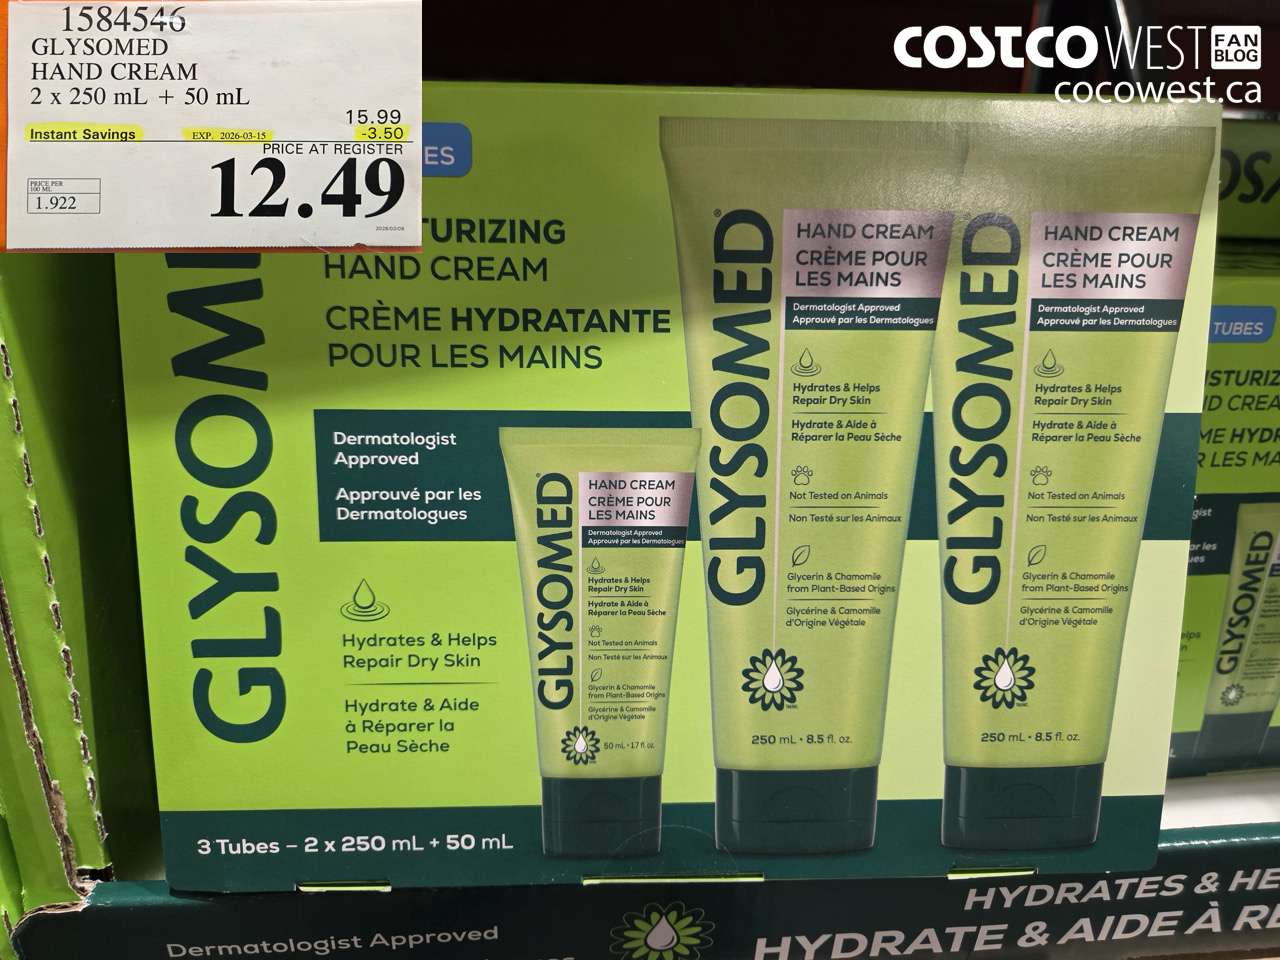 1584546
GLYSOMED
HAND CREAM
2 x 250 mL + 50 mL
15.99
Instant Savings EXP. 2026-03-15 -3.50
PRICE AT REGISTER
12.49
PRICE PER
100 ML
1.922
COSTCO WEST FAN BLOG
cocowest.ca
HAND CREAM
CRÈME HYDRATANTE
POUR LES MAINS
Dermatologist
Approved
Approuvé par les
Dermatologues
GLYSOMED
Hydrates & Helps
Repair Dry Skin
Hydrate & Aide
à Réparer la
Peau Sèche
3 Tubes – 2 x 250 mL + 50 mL
GLYSOMED
HAND CREAM
CRÈME POUR
LES MAINS
Dermatologist Approved
Approuvé par les Dermatologues
Hydrates & Helps
Repair Dry Skin
Hydrate & Aide à
Réparer la Peau Sèche
Not Tested on Animals
Non Testé sur les Animaux
Glycerin & Chamomile
from Plant-Based Origins
Glycérine & Camomille
d'Origine Végétale
50 mL • 1.7 fl. oz.
GLYSOMED
HAND CREAM
CRÈME POUR
LES MAINS
Dermatologist Approved
Approuvé par les Dermatologues
Hydrates & Helps
Repair Dry Skin
Hydrate & Aide à
Réparer la Peau Sèche
Not Tested on Animals
Non Testé sur les Animaux
Glycerin & Chamomile
from Plant-Based Origins
Glycérine & Camomille
d'Origine Végétale
250 mL • 8.5 fl. oz.
GLYSOMED
HAND CREAM
CRÈME POUR
LES MAINS
Dermatologist Approved
Approuvé par les Dermatologues
Hydrates & Helps
Repair Dry Skin
Hydrate & Aide à
Réparer la Peau Sèche
Not Tested on Animals
Non Testé sur les Animaux
Glycerin & Chamomile
from Plant-Based Origins
Glycérine & Camomille
d'Origine Végétale
250 mL • 8.5 fl. oz.
TUBES
GLYSOMED
Dermatologist Approved
HYDRATES &
HYDRATE & AIDE À